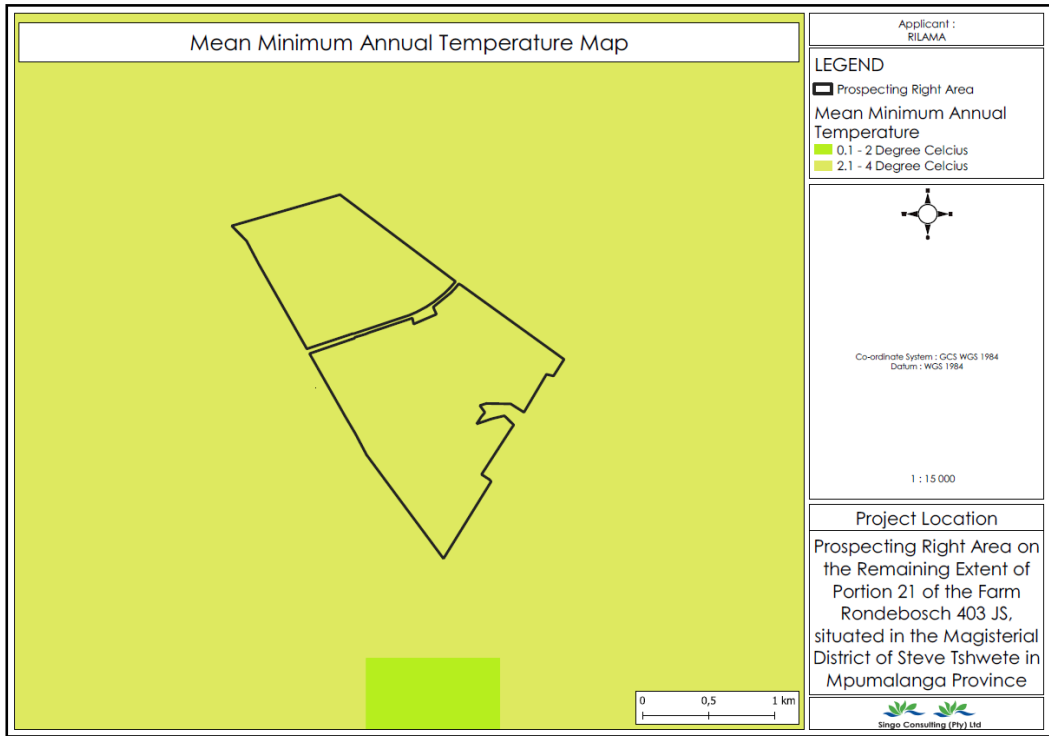 Mean Minimum Annual Temperature Map
Applicant :
RILAMA
LEGEND
Prospecting Right Area
Mean Minimum Annual
Temperature
0.1 - 2 Degree Celcius
2.1 - 4 Degree Celcius
Co-ordinate System : GCS WGS 1984
Datum : WGS 1984
1 : 15 000
Project Location
Prospecting Right Area on
the Remaining Extent of
Portion 21 of the Farm
Rondebosch 403 JS,
situated in the Magisterial
District of Steve Tshwete in
Mpumalanga Province
0 0,5 1 km
Singo Consulting (Pty) Ltd